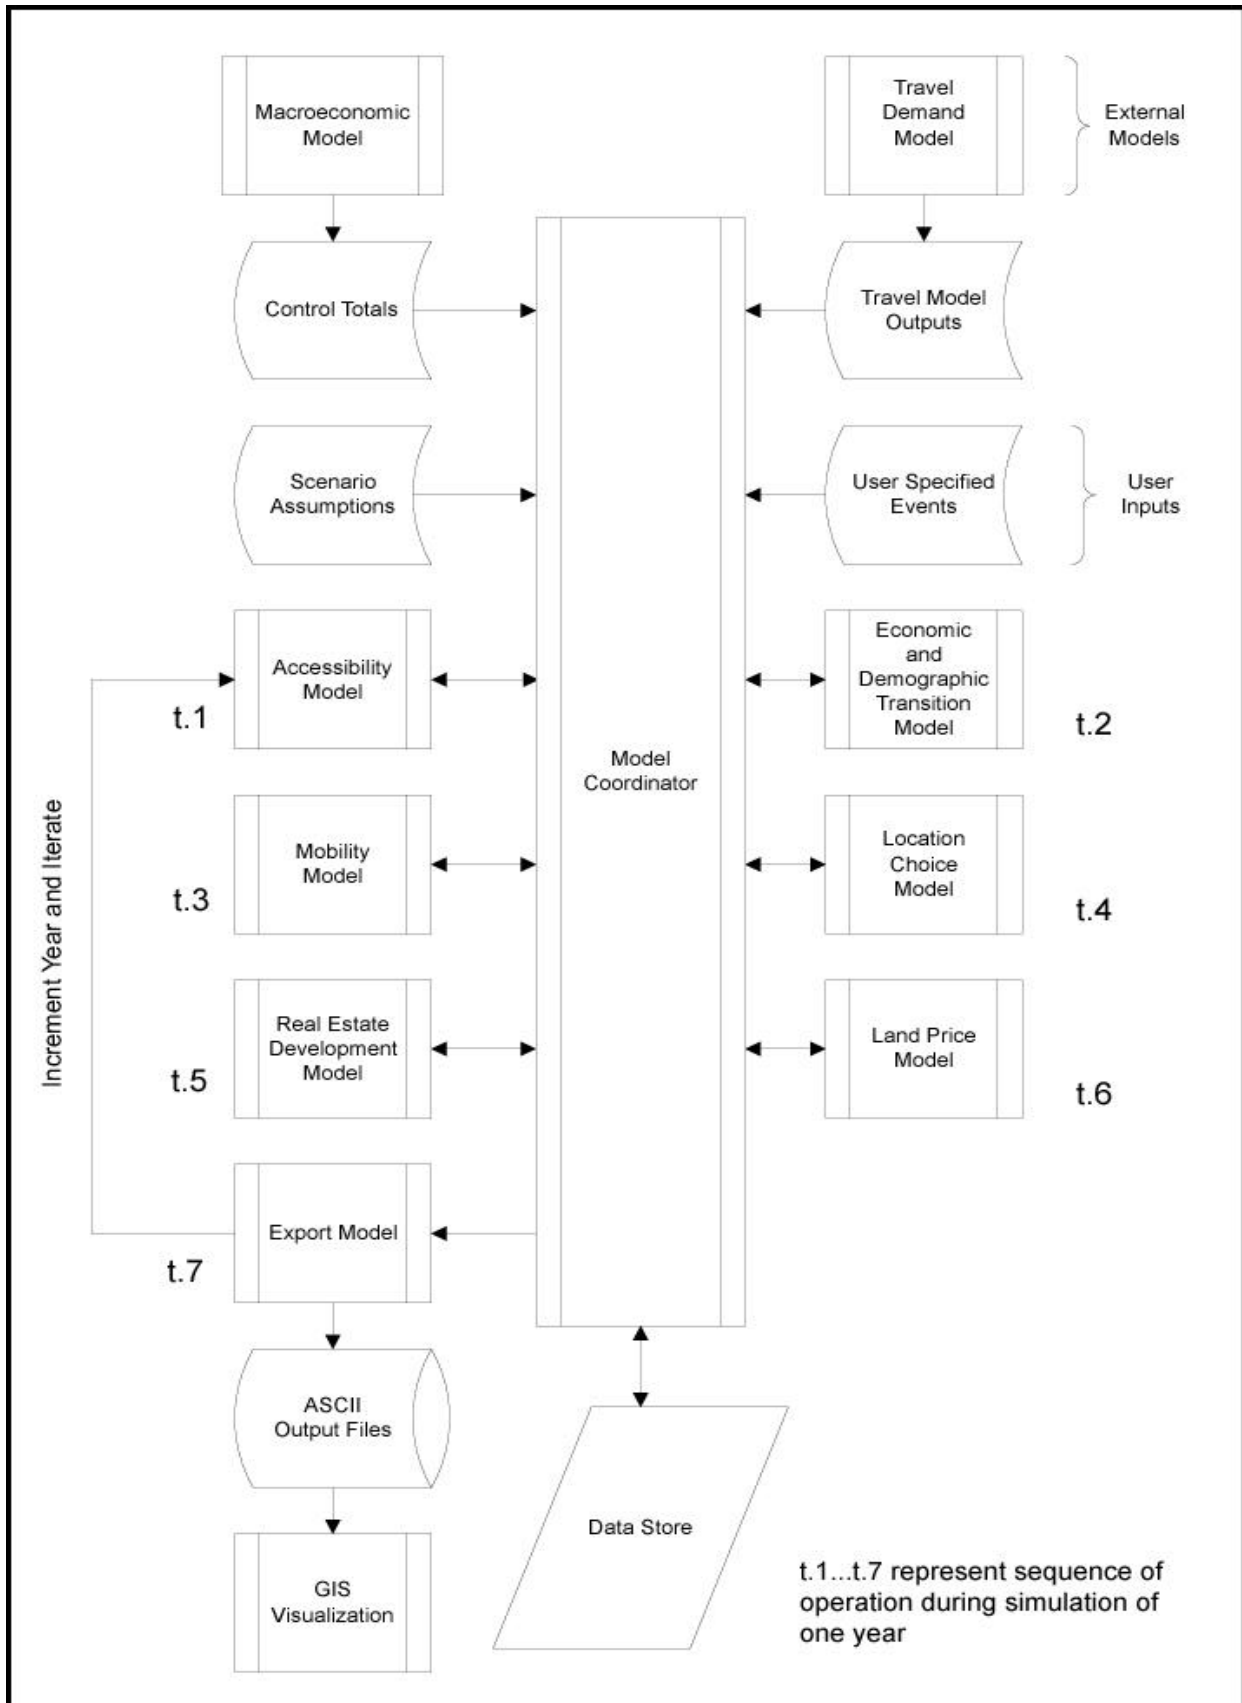 Macroeconomic
Model
Travel
Demand
Model
External
Models
Control Totals
Travel Model
Outputs
Scenario
Assumptions
User Specified
Events
User
Inputs
Accessibility
Model
t.1
Economic
and
Demographic
Transition
Model
t.2
Model
Coordinator
Increment Year and Iterate
Mobility
Model
t.3
Location
Choice
Model
t.4
Real Estate
Development
Model
t.5
Land Price
Model
t.6
Export Model
t.7
ASCII
Output Files
Data Store
GIS
Visualization
t.1...t.7 represent sequence of
operation during simulation of
one year